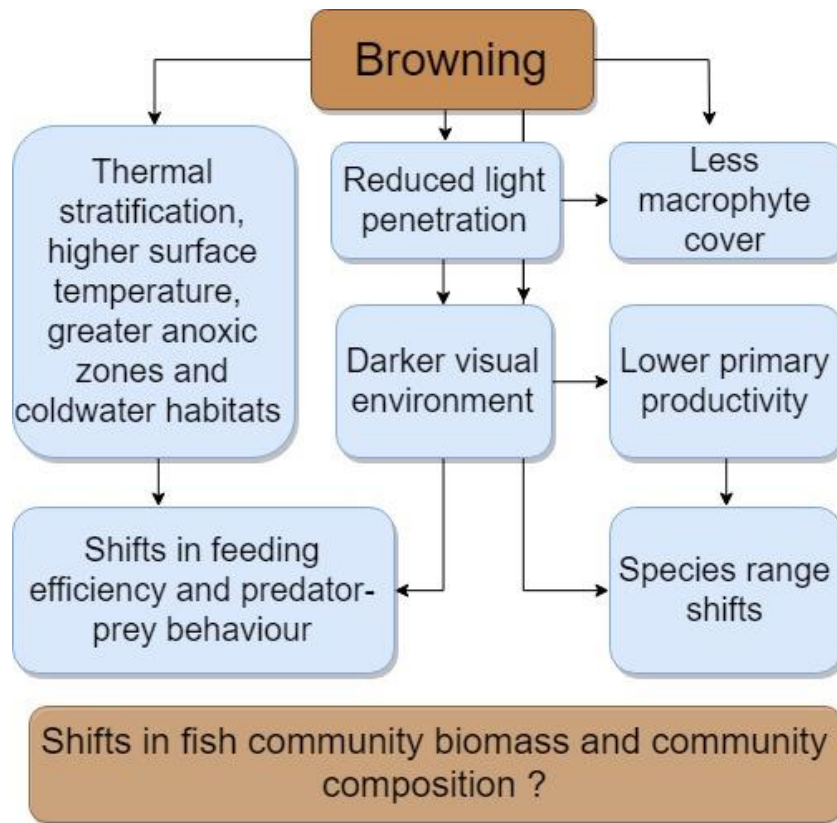 Browning
Thermal
stratification,
higher surface
temperature,
greater anoxic
zones and
coldwater habitats
Reduced light
penetration
Less
macrophyte
cover
Darker visual
environment
Lower primary
productivity
Shifts in feeding
efficiency and predator-
prey behaviour
Species range
shifts
Shifts in fish community biomass and community
composition ?